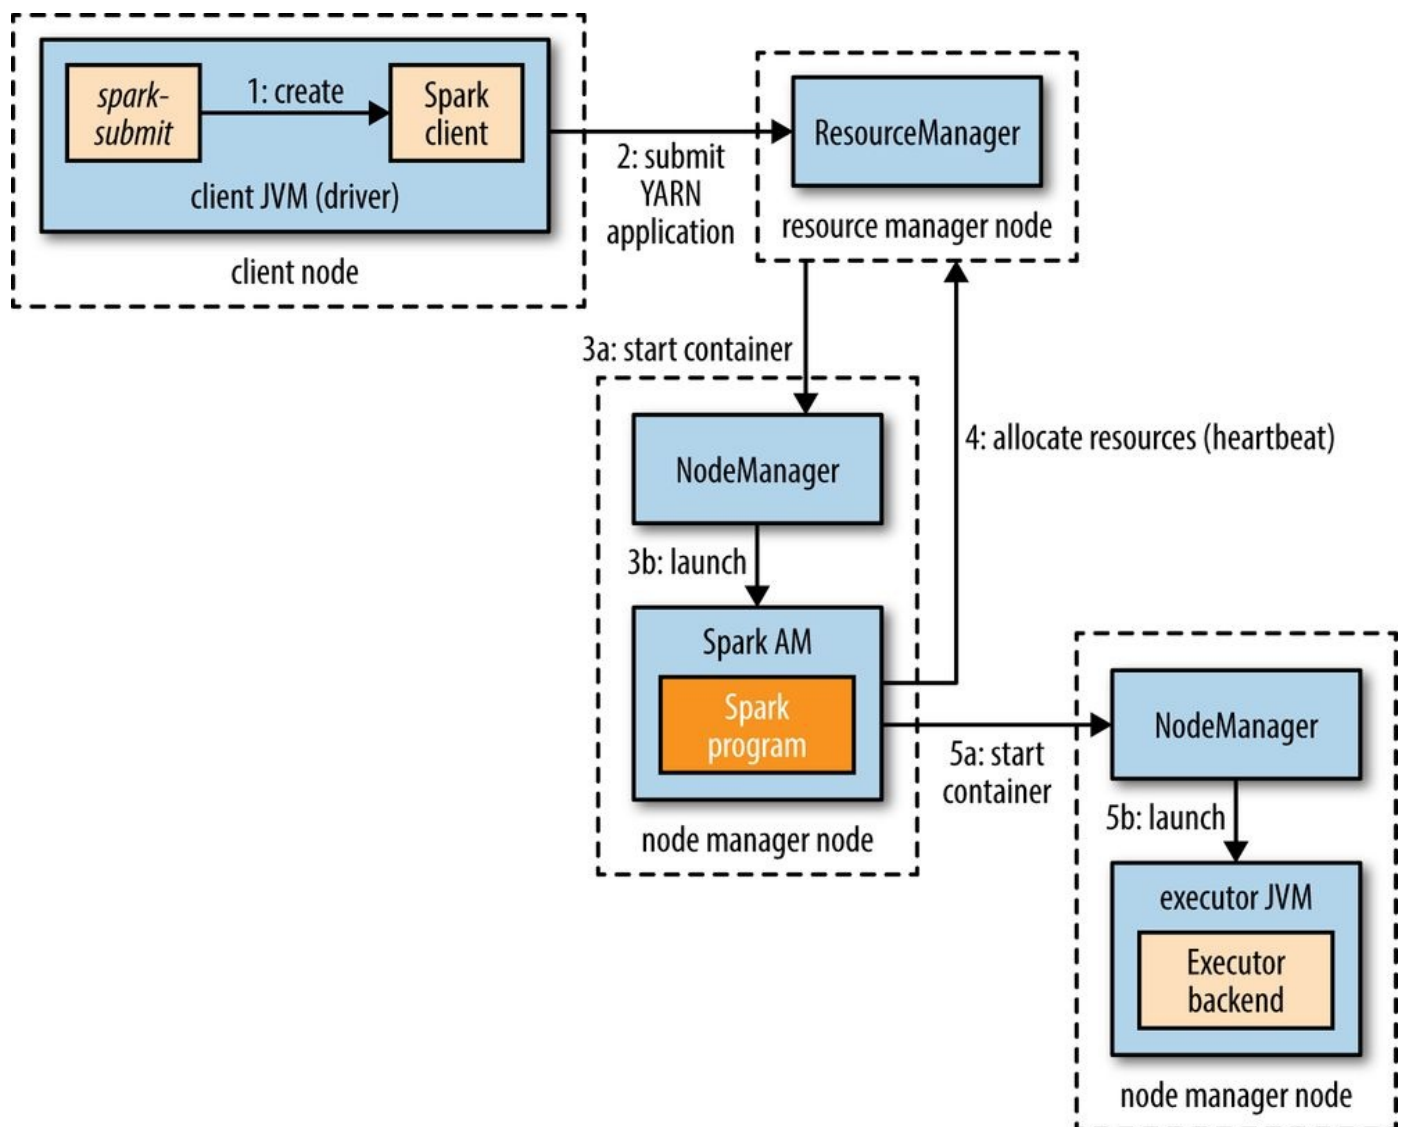 spark-
submit
1: create
Spark
client
client JVM (driver)
client node
2: submit
YARN
application
ResourceManager
resource manager node
3a: start container
NodeManager
3b: launch
Spark AM
Spark
program
node manager node
4: allocate resources (heartbeat)
5a: start
container
NodeManager
5b: launch
executor JVM
Executor
backend
node manager node